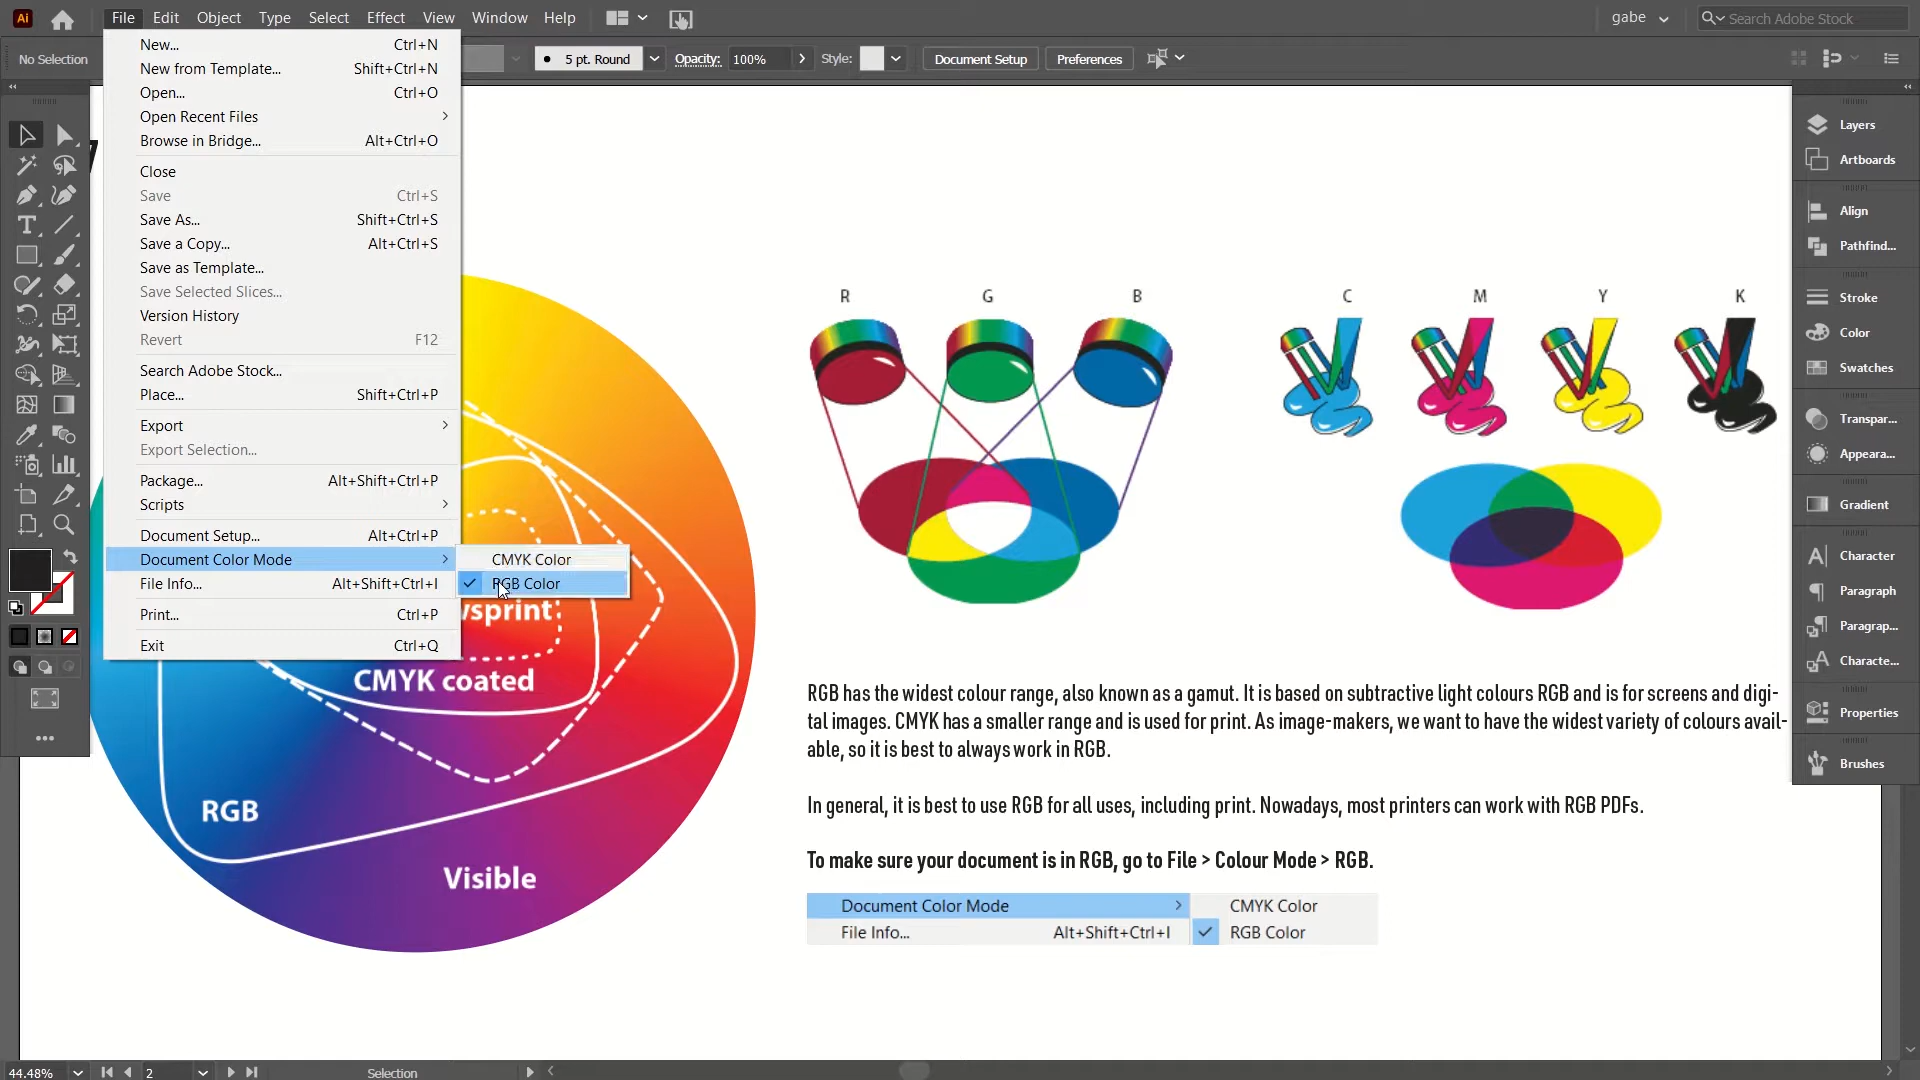 Ai File Edit Object Type Select Effect View Window Help gabe Search Adobe Stock
No Selection 5 pt. Round Opacity: 100% Style: Document Setup Preferences
New... Ctrl+N
New from Template... Shift+Ctrl+N
Open... Ctrl+O
Open Recent Files
Browse in Bridge... Alt+Ctrl+O
Close
Save Ctrl+S
Save As... Shift+Ctrl+S
Save a Copy... Alt+Ctrl+S
Save as Template...
Save Selected Slices...
Version History
Revert F12
Search Adobe Stock...
Place... Shift+Ctrl+P
Export
Export Selection...
Package... Alt+Shift+Ctrl+P
Scripts
Document Setup... Alt+Ctrl+P
Document Color Mode
File Info... Alt+Shift+Ctrl+I
Print... Ctrl+P
Exit Ctrl+Q
CMYK Color
RGB Color
CMYK coated
RGB
Visible
R G B
C M Y K
RGB has the widest colour range, also known as a gamut. It is based on subtractive light colours RGB and is for screens and digi-
tal images. CMYK has a smaller range and is used for print. As image-makers, we want to have the widest variety of colours avail-
able, so it is best to always work in RGB.
In general, it is best to use RGB for all uses, including print. Nowadays, most printers can work with RGB PDFs.
To make sure your document is in RGB, go to File > Colour Mode > RGB.
Document Color Mode > CMYK Color
File Info... Alt+Shift+Ctrl+I RGB Color
Layers
Artboards
Align
Pathfind...
Stroke
Color
Swatches
Transpar...
Appeara...
Gradient
Character
Paragraph
Paragrap...
Characte...
Properties
Brushes
44.48% 2 Selection